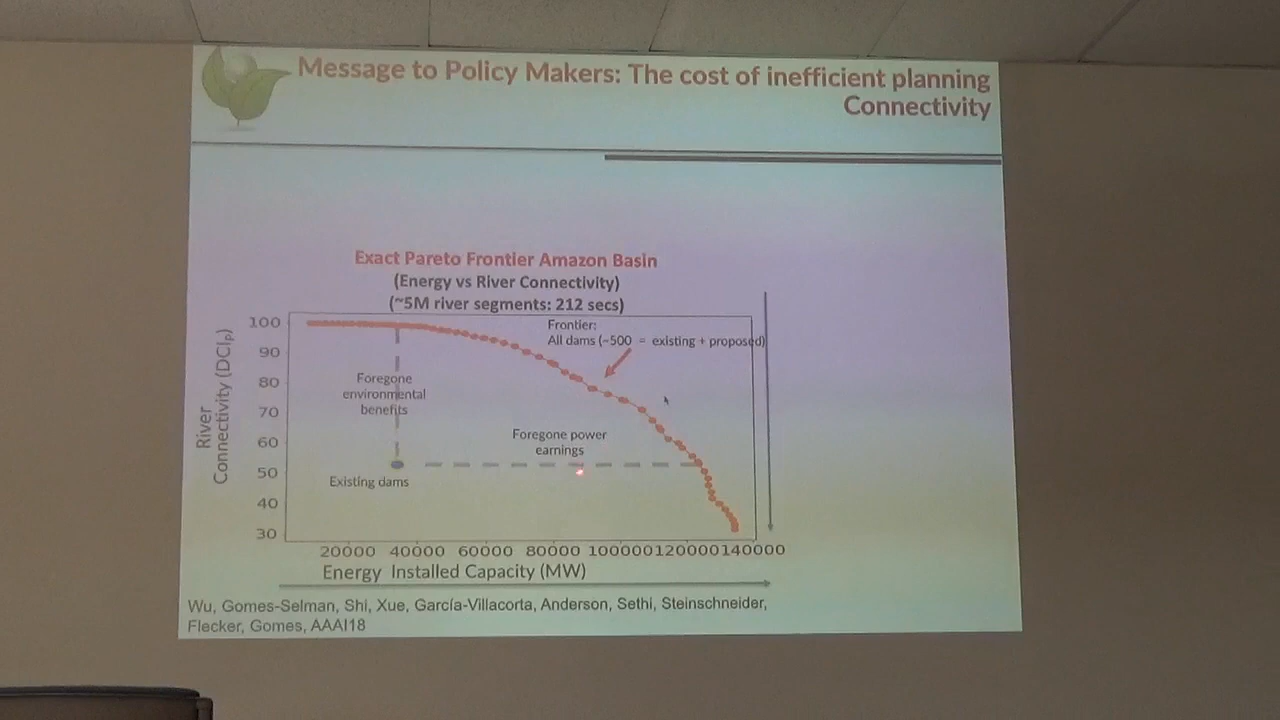 Message to Policy Makers: The cost of inefficient planning
Connectivity
Exact Pareto Frontier Amazon Basin
(Energy vs River Connectivity)
(~5M river segments: 212 secs)
Frontier:
All dams (~500 = existing + proposed)
100
90
80
70
60
50
40
30
River
Connectivity (DCIp)
Foregone
environmental
benefits
Foregone power
earnings
Existing dams
20000 40000 60000 80000 100000 120000 140000
Energy Installed Capacity (MW)
Wu, Gomes-Selman, Shi, Xue, García-Villacorta, Anderson, Sethi, Steinschneider,
Flecker, Gomes, AAAI18